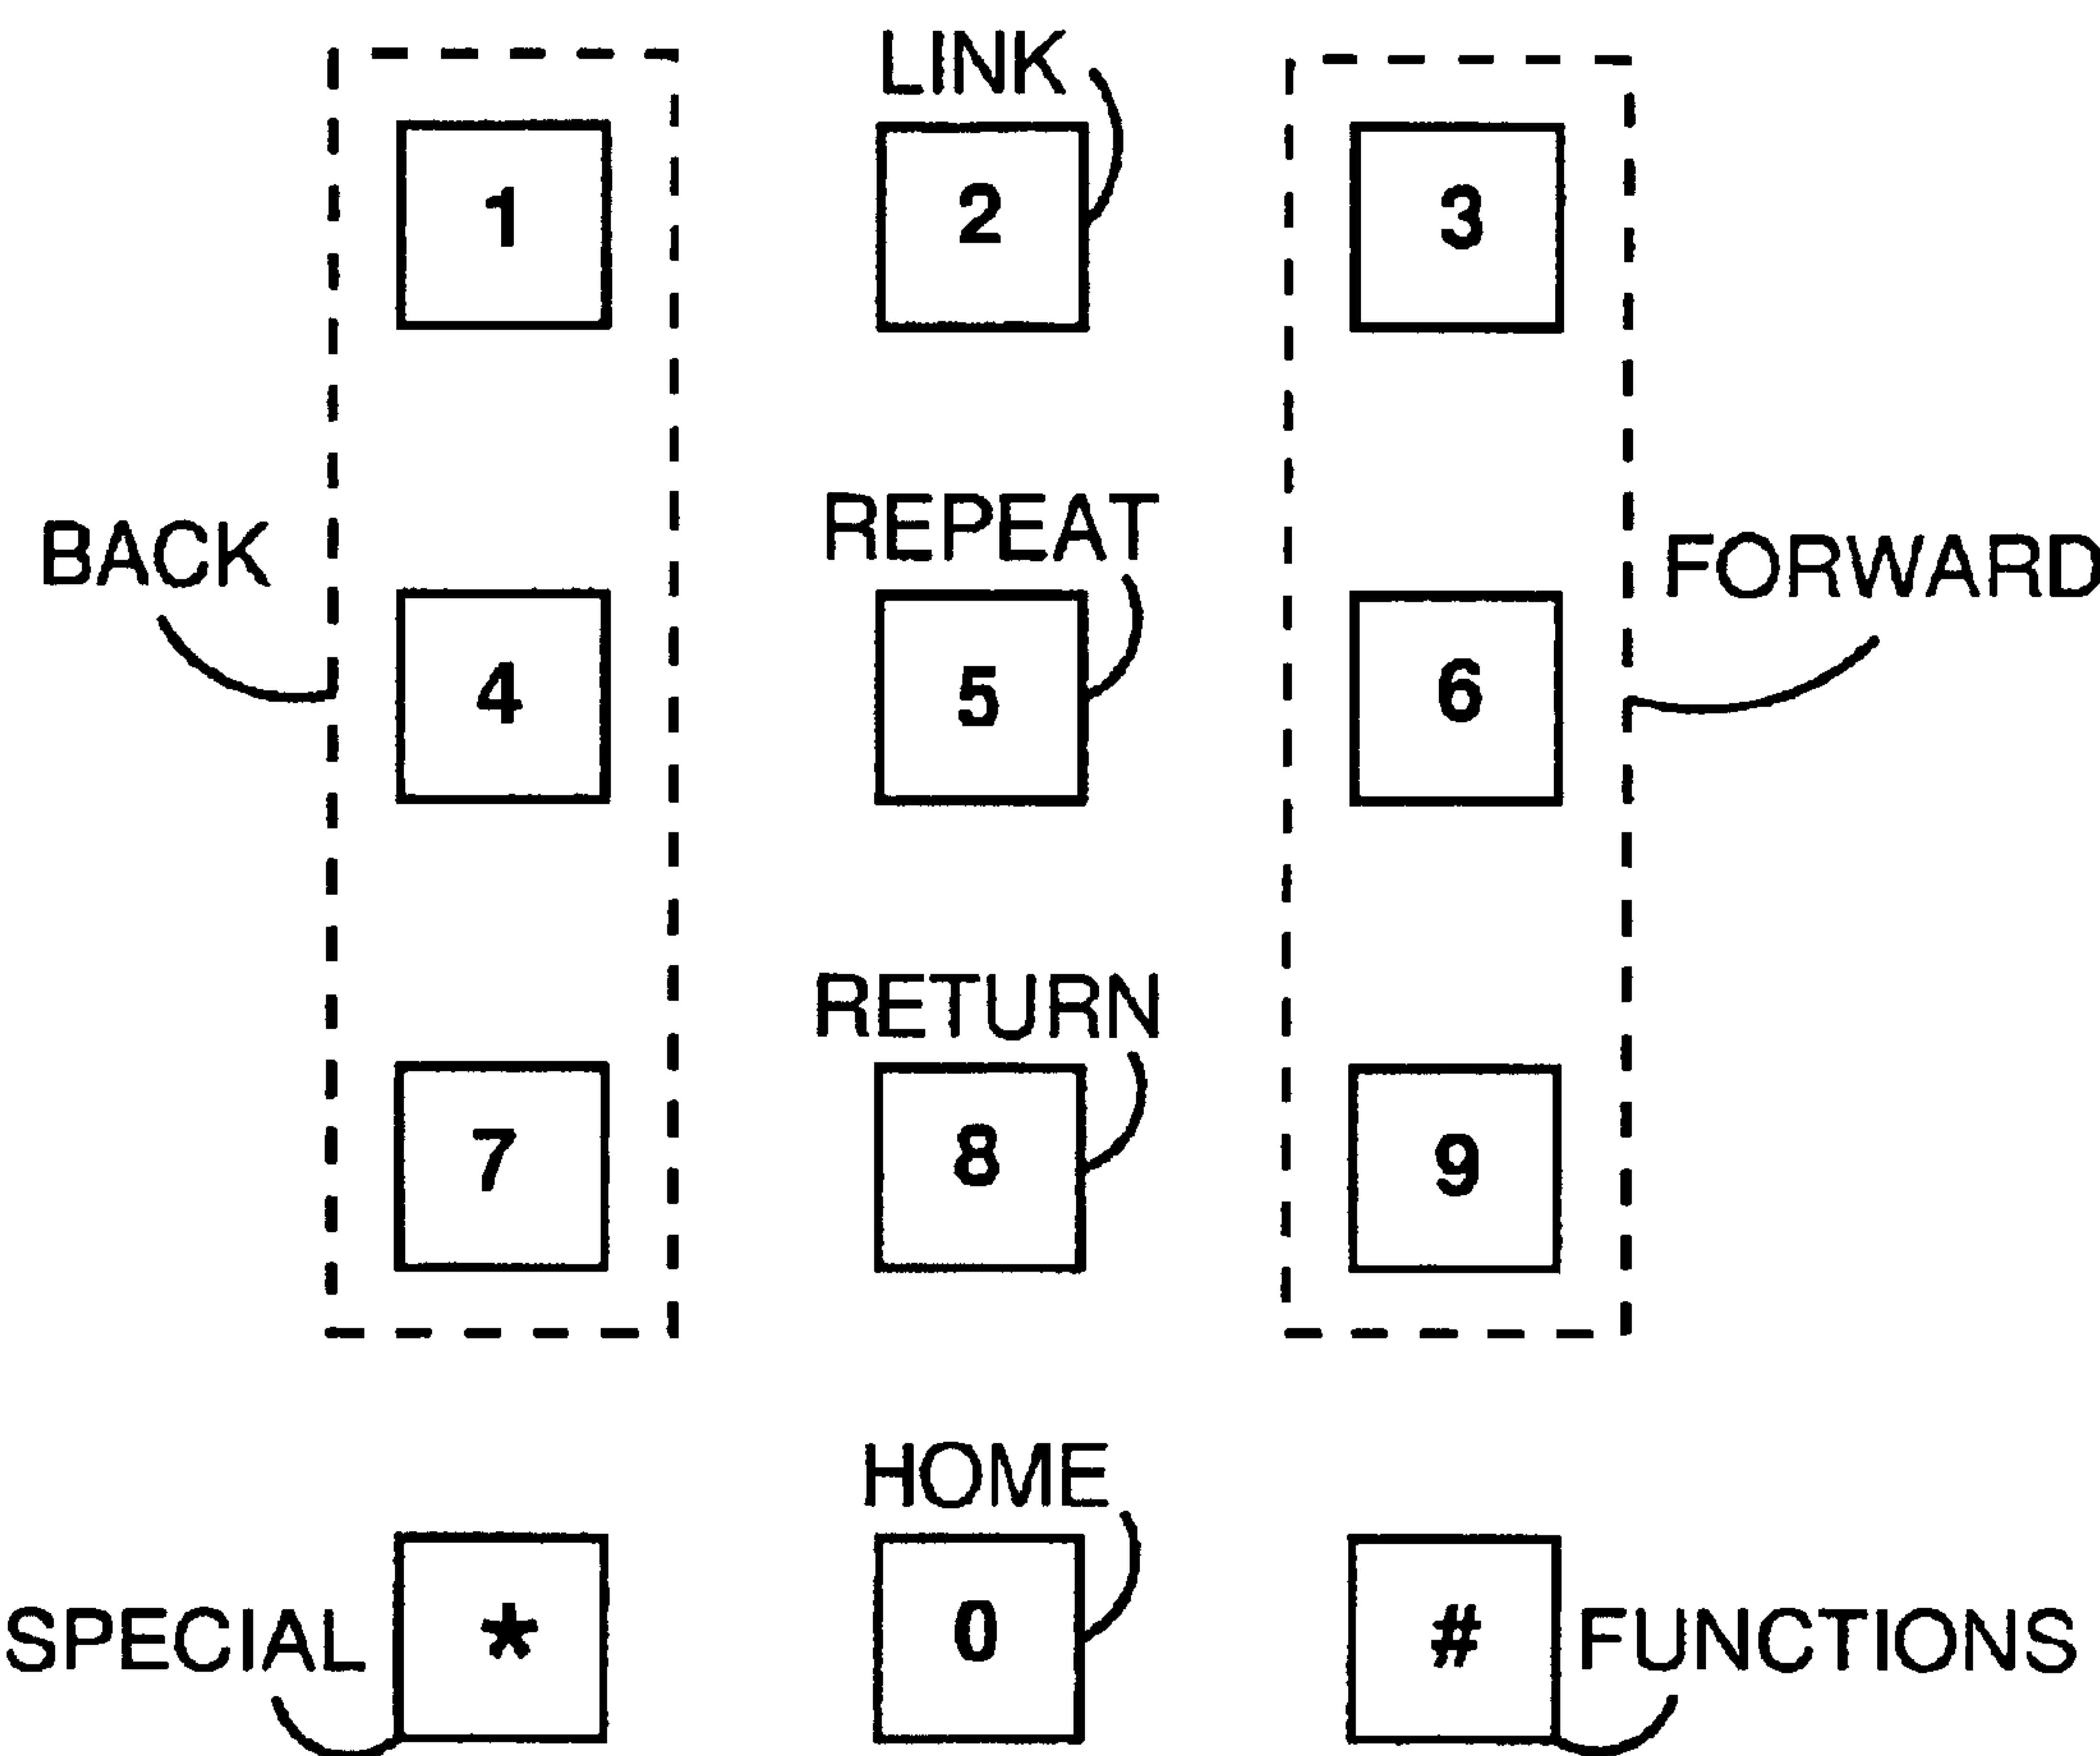 LINK
1 2 3
BACK REPEAT FORWARD
4 5 6
RETURN
7 8 9
HOME
SPECIAL * 0 # FUNCTIONS